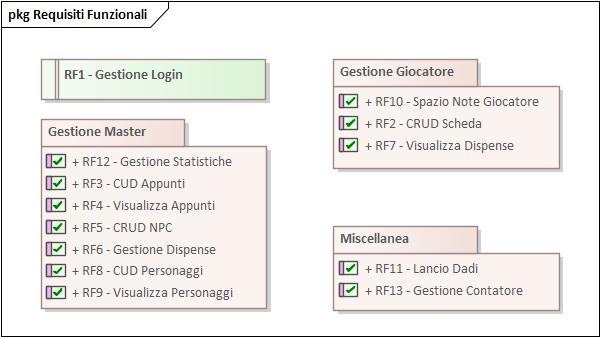 pkg Requisiti Funzionali
RF1 - Gestione Login
Gestione Master
+ RF12 - Gestione Statistiche
+ RF3 - CUD Appunti
+ RF4 - Visualizza Appunti
+ RF5 - CRUD NPC
+ RF6 - Gestione Dispense
+ RF8 - CUD Personaggi
+ RF9 - Visualizza Personaggi
Gestione Giocatore
+ RF10 - Spazio Note Giocatore
+ RF2 - CRUD Scheda
+ RF7 - Visualizza Dispense
Miscellanea
+ RF11 - Lancio Dadi
+ RF13 - Gestione Contatore